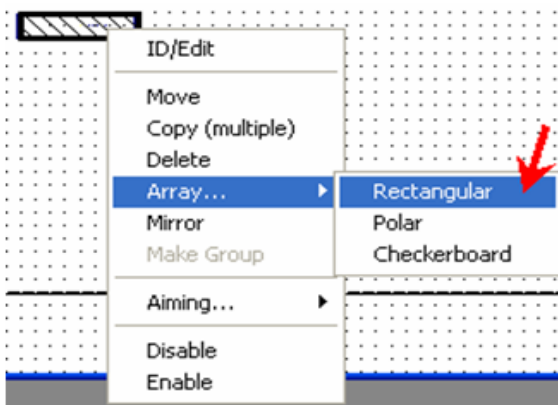 ID/Edit
Move
Copy (multiple)
Delete
Array...
Rectangular
Polar
Checkerboard
Mirror
Make Group
Aiming...
Disable
Enable